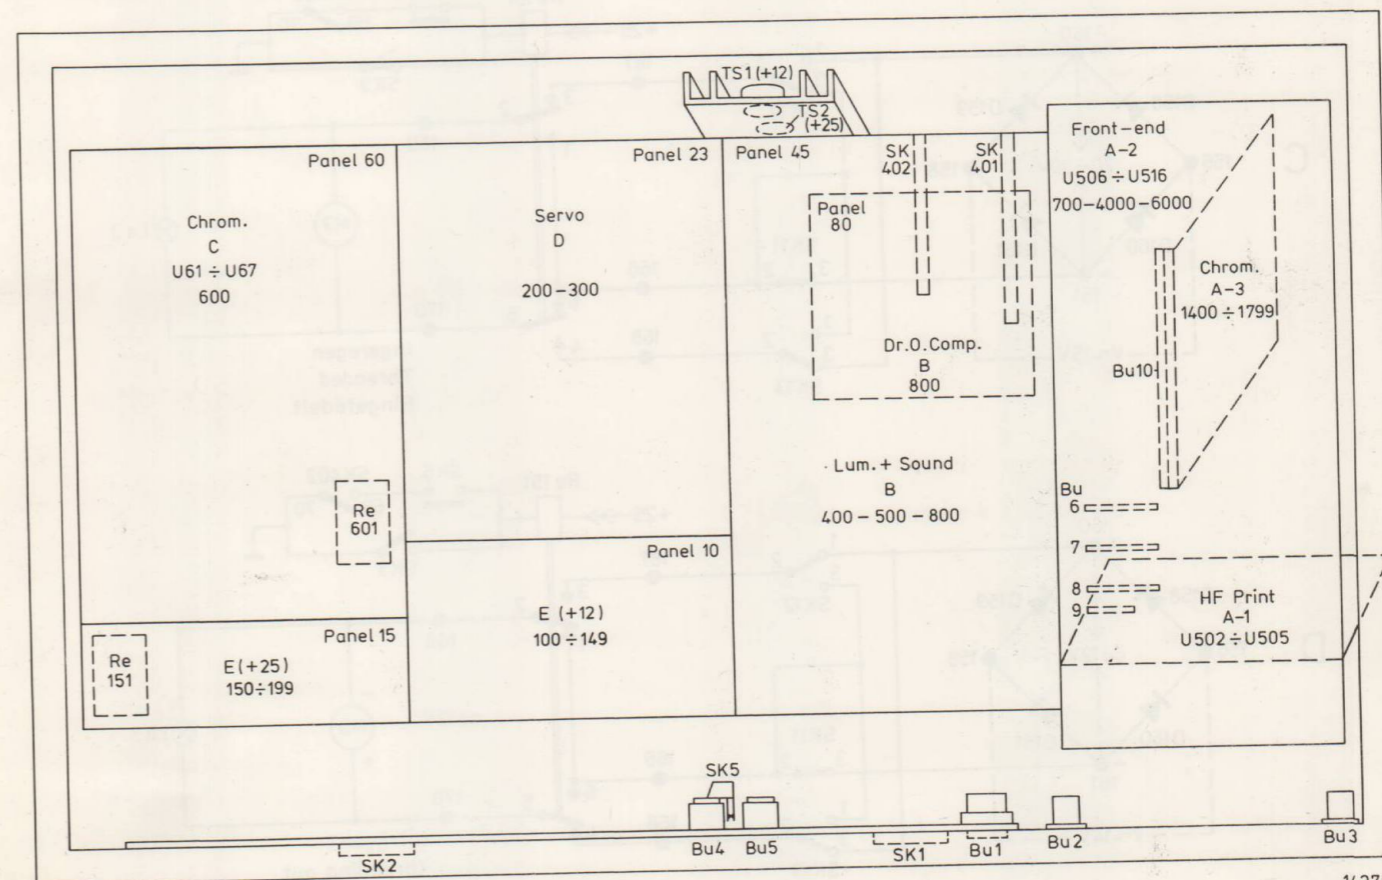 TS1 (+12)
TS2
(+25)
Panel 60
Chrom.
C
U61 ÷ U67
600
Re
601
Panel 23
Servo
D
200-300
Panel 45
SK
402
SK
401
Panel
80
Dr.O.Comp.
B
800
Lum.+ Sound
B
400-500-800
Front-end
A-2
U506 ÷ U516
700-4000-6000
Chrom.
A-3
1400 ÷ 1799
Bu10
Bu
6
7
8
9
HF Print
A-1
U502 ÷ U505
Panel 10
E (+12)
100 ÷ 149
Panel 15
Re
151
E (+25)
150 ÷ 199
SK5
SK2
Bu4
Bu5
SK1
Bu1
Bu2
Bu3